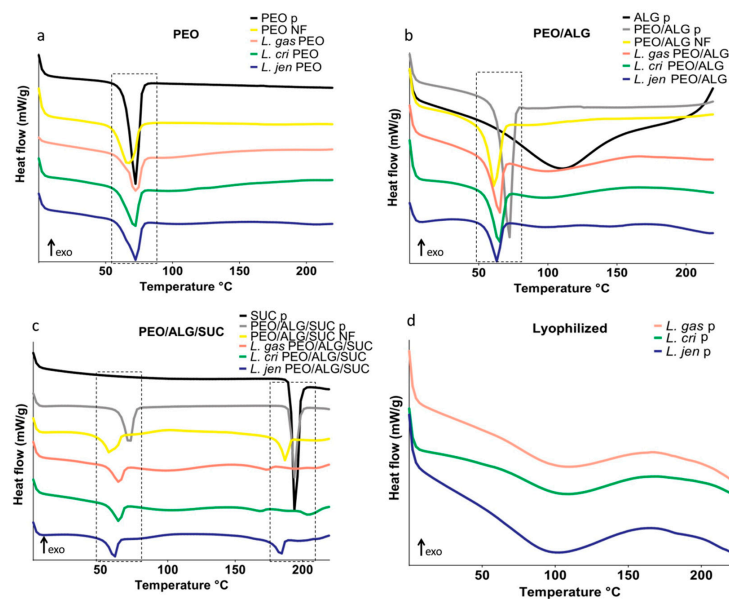 a
PEO
PEO p
PEO NF
L. gas PEO
L. cri PEO
L. jen PEO
Heat flow (mW/g)
↑exo
50
100
150
200
Temperature °C
b
PEO/ALG
ALG p
PEO/ALG p
PEO/ALG NF
L. gas PEO/ALG
L. cri PEO/ALG
L. jen PEO/ALG
Heat flow (mW/g)
↑exo
50
100
150
200
Temperature °C
c
PEO/ALG/SUC
SUC p
PEO/ALG/SUC p
PEO/ALG/SUC NF
L. gas PEO/ALG/SUC
L. cri PEO/ALG/SUC
L. jen PEO/ALG/SUC
Heat flow (mW/g)
↑exo
50
100
150
200
Temperature °C
d
Lyophilized
L. gas p
L. cri p
L. jen p
Heat flow (mW/g)
↑exo
50
100
150
200
Temperature °C